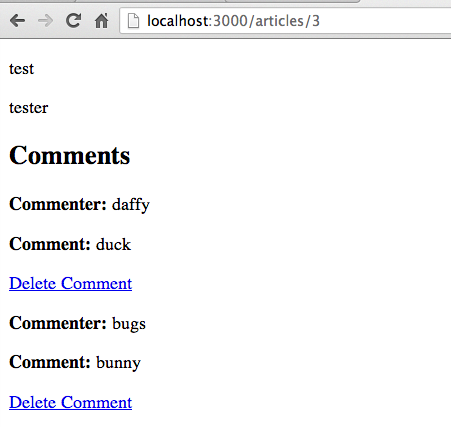 localhost:3000/articles/3
test
tester
Comments
Commenter: daffy
Comment: duck
Delete Comment
Commenter: bugs
Comment: bunny
Delete Comment